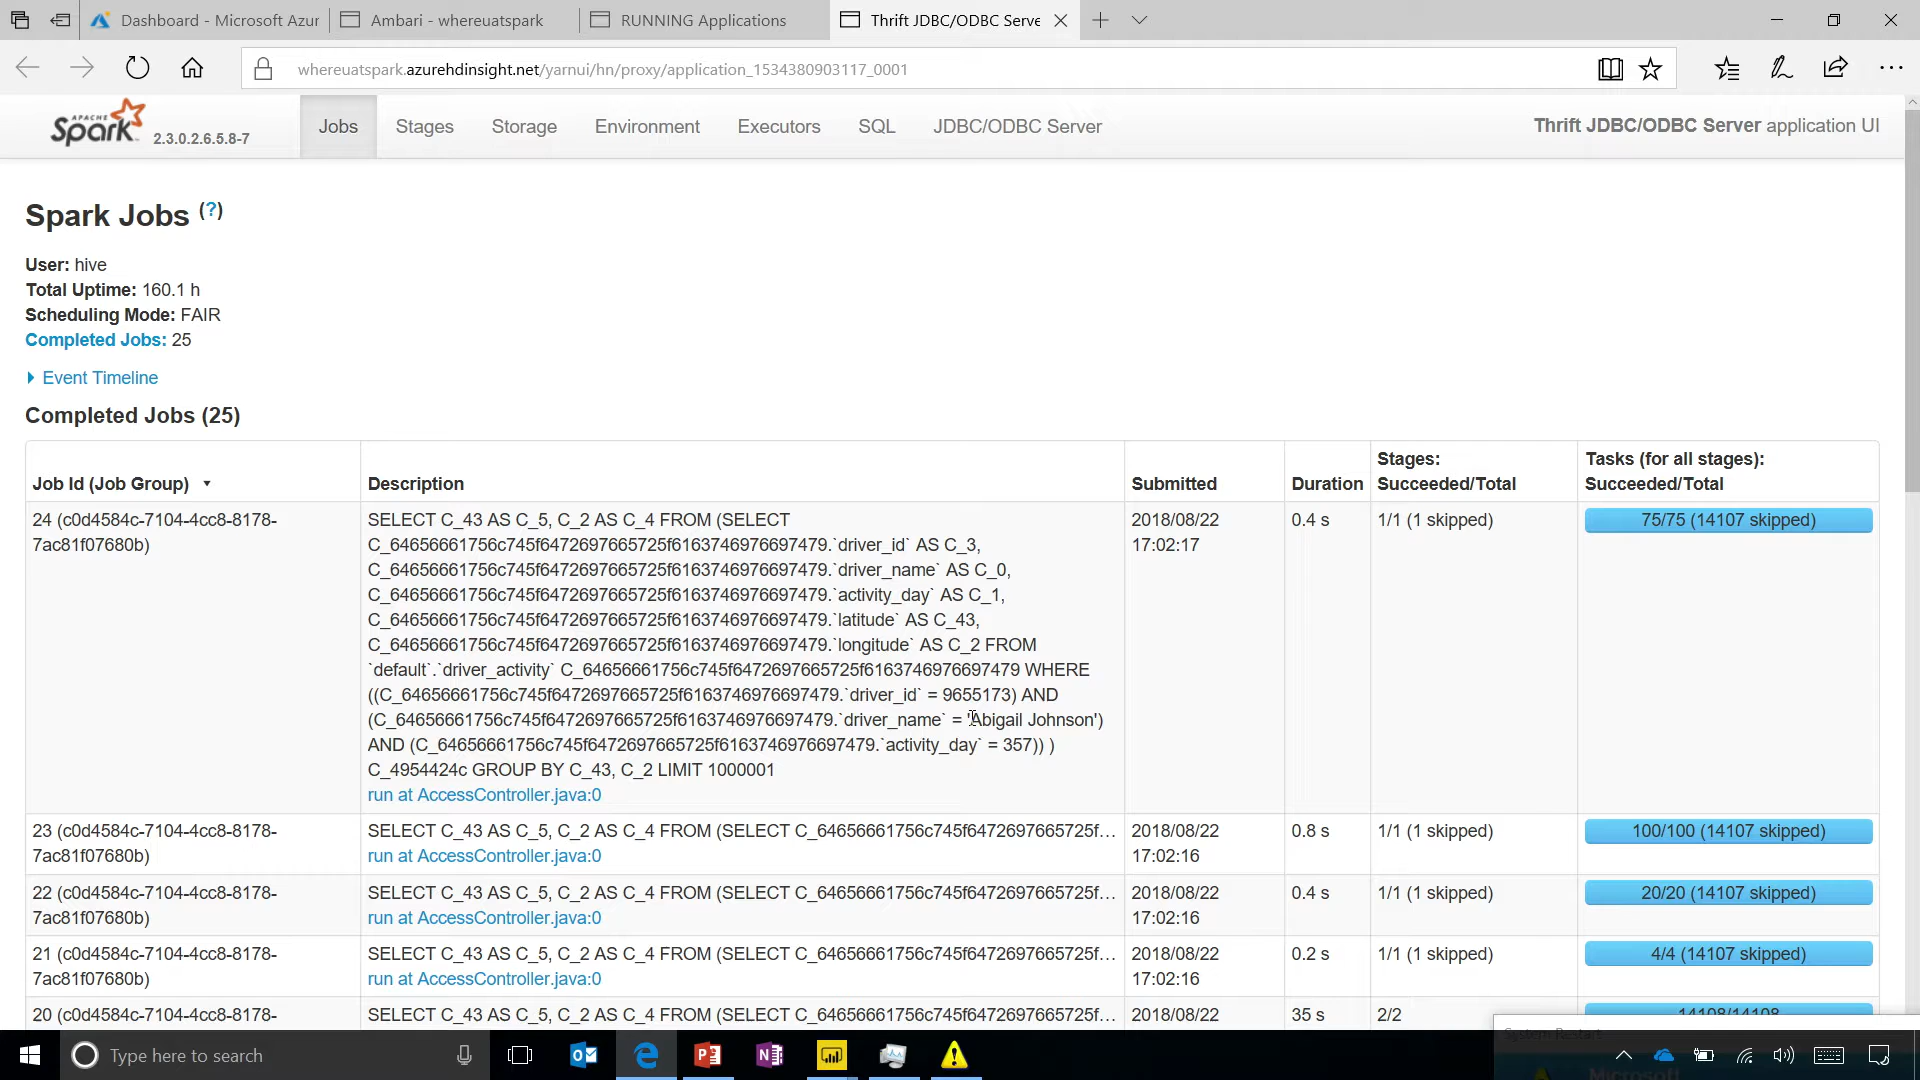 Dashboard - Microsoft Azur
Ambari - whereuatspark
RUNNING Applications
Thrift JDBC/ODBC Serve
whereuatspark.azurehdinsight.net/yarnui/hn/proxy/application_1534380903117_0001
APACHE
Spark 2.3.0.2.6.5.8-7
Jobs
Stages
Storage
Environment
Executors
SQL
JDBC/ODBC Server
Thrift JDBC/ODBC Server application UI
Spark Jobs (?)
User: hive
Total Uptime: 160.1 h
Scheduling Mode: FAIR
Completed Jobs: 25
Event Timeline
Completed Jobs (25)
Job Id (Job Group)
Description
Submitted
Duration
Stages:
Succeeded/Total
Tasks (for all stages):
Succeeded/Total
24 (c0d4584c-7104-4cc8-8178-
7ac81f07680b)
SELECT C_43 AS C_5, C_2 AS C_4 FROM (SELECT
C_64656661756c745f6472697665725f6163746976697479.`driver_id` AS C_3,
C_64656661756c745f6472697665725f6163746976697479.`driver_name` AS C_0,
C_64656661756c745f6472697665725f6163746976697479.`activity_day` AS C_1,
C_64656661756c745f6472697665725f6163746976697479.`latitude` AS C_43,
C_64656661756c745f6472697665725f6163746976697479.`longitude` AS C_2 FROM
`default`.`driver_activity` C_64656661756c745f6472697665725f6163746976697479 WHERE
((C_64656661756c745f6472697665725f6163746976697479.`driver_id` = 9655173) AND
(C_64656661756c745f6472697665725f6163746976697479.`driver_name` = 'Abigail Johnson')
AND (C_64656661756c745f6472697665725f6163746976697479.`activity_day` = 357)) )
C_4954424c GROUP BY C_43, C_2 LIMIT 1000001
run at AccessController.java:0
2018/08/22
17:02:17
0.4 s
1/1 (1 skipped)
75/75 (14107 skipped)
23 (c0d4584c-7104-4cc8-8178-
7ac81f07680b)
SELECT C_43 AS C_5, C_2 AS C_4 FROM (SELECT C_64656661756c745f6472697665725f...
run at AccessController.java:0
2018/08/22
17:02:16
0.8 s
1/1 (1 skipped)
100/100 (14107 skipped)
22 (c0d4584c-7104-4cc8-8178-
7ac81f07680b)
SELECT C_43 AS C_5, C_2 AS C_4 FROM (SELECT C_64656661756c745f6472697665725f...
run at AccessController.java:0
2018/08/22
17:02:16
0.4 s
1/1 (1 skipped)
20/20 (14107 skipped)
21 (c0d4584c-7104-4cc8-8178-
7ac81f07680b)
SELECT C_43 AS C_5, C_2 AS C_4 FROM (SELECT C_64656661756c745f6472697665725f...
run at AccessController.java:0
2018/08/22
17:02:16
0.2 s
1/1 (1 skipped)
4/4 (14107 skipped)
20 (c0d4584c-7104-4cc8-8178-
SELECT C_43 AS C_5, C_2 AS C_4 FROM (SELECT C_64656661756c745f6472697665725f...
2018/08/22
35 s
2/2
14108/14108
System Restart
Microsoft
Type here to search